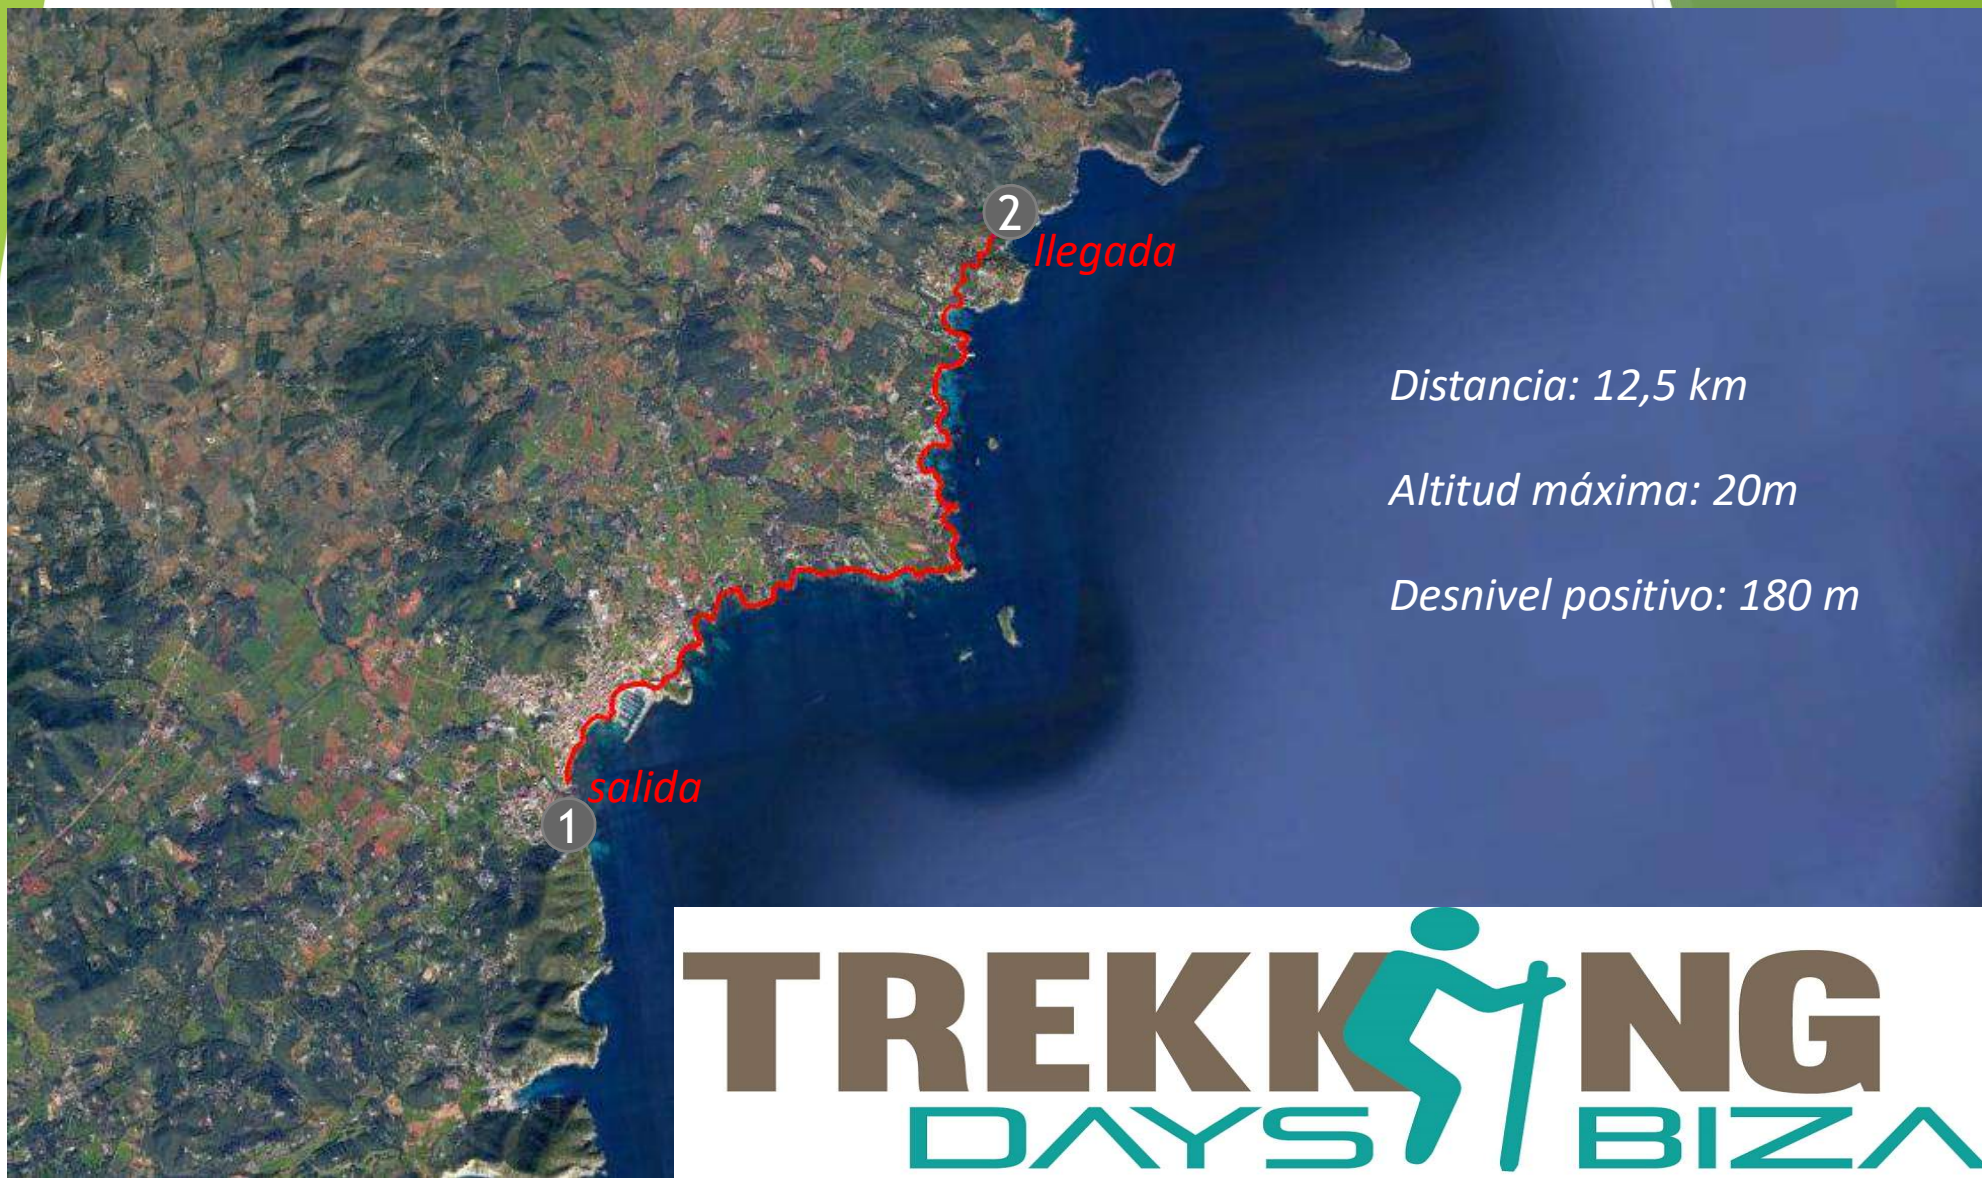 2
llegada
Distancia: 12,5 km
Altitud máxima: 20m
Desnivel positivo: 180 m
salida
1
TREKKING
DAYS IBIZA